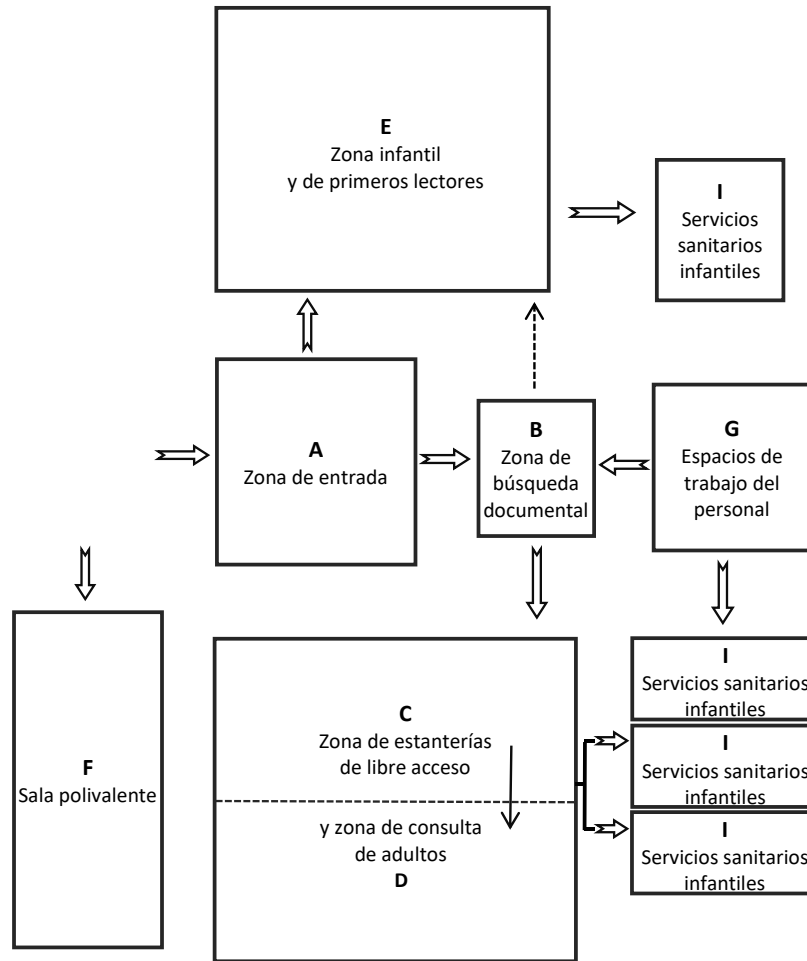 E
Zona infantil
y de primeros lectores
I
Servicios
sanitarios
infantiles
A
Zona de entrada
B
Zona de
búsqueda
documental
G
Espacios de
trabajo del
personal
F
Sala polivalente
C
Zona de estanterías
de libre acceso
y zona de consulta
de adultos
D
I
Servicios sanitarios
infantiles
I
Servicios sanitarios
infantiles
I
Servicios sanitarios
infantiles